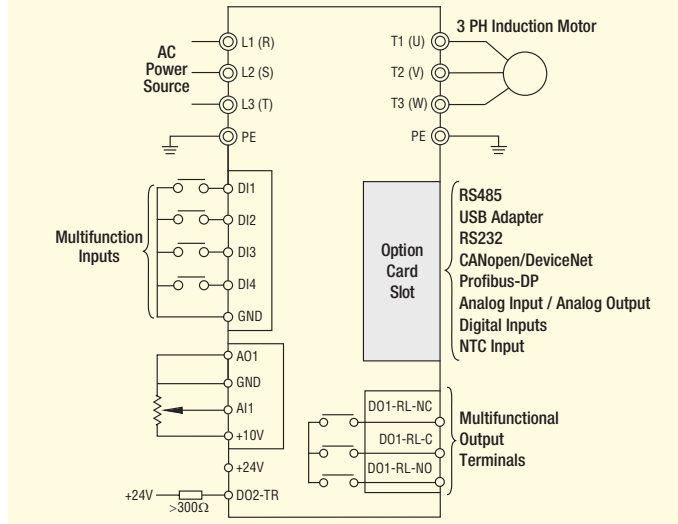 AC
Power
Source
L1 (R)
L2 (S)
L3 (T)
PE
T1 (U)
T2 (V)
T3 (W)
PE
3 PH Induction Motor
Multifunction
Inputs
DI1
DI2
DI3
DI4
GND
Option
Card
Slot
RS485
USB Adapter
RS232
CANopen/DeviceNet
Profibus-DP
Analog Input / Analog Output
Digital Inputs
NTC Input
AO1
GND
AI1
+10V
+24V
+24V
>300Ω
DO2-TR
DO1-RL-NC
DO1-RL-C
DO1-RL-NO
Multifunctional
Output
Terminals